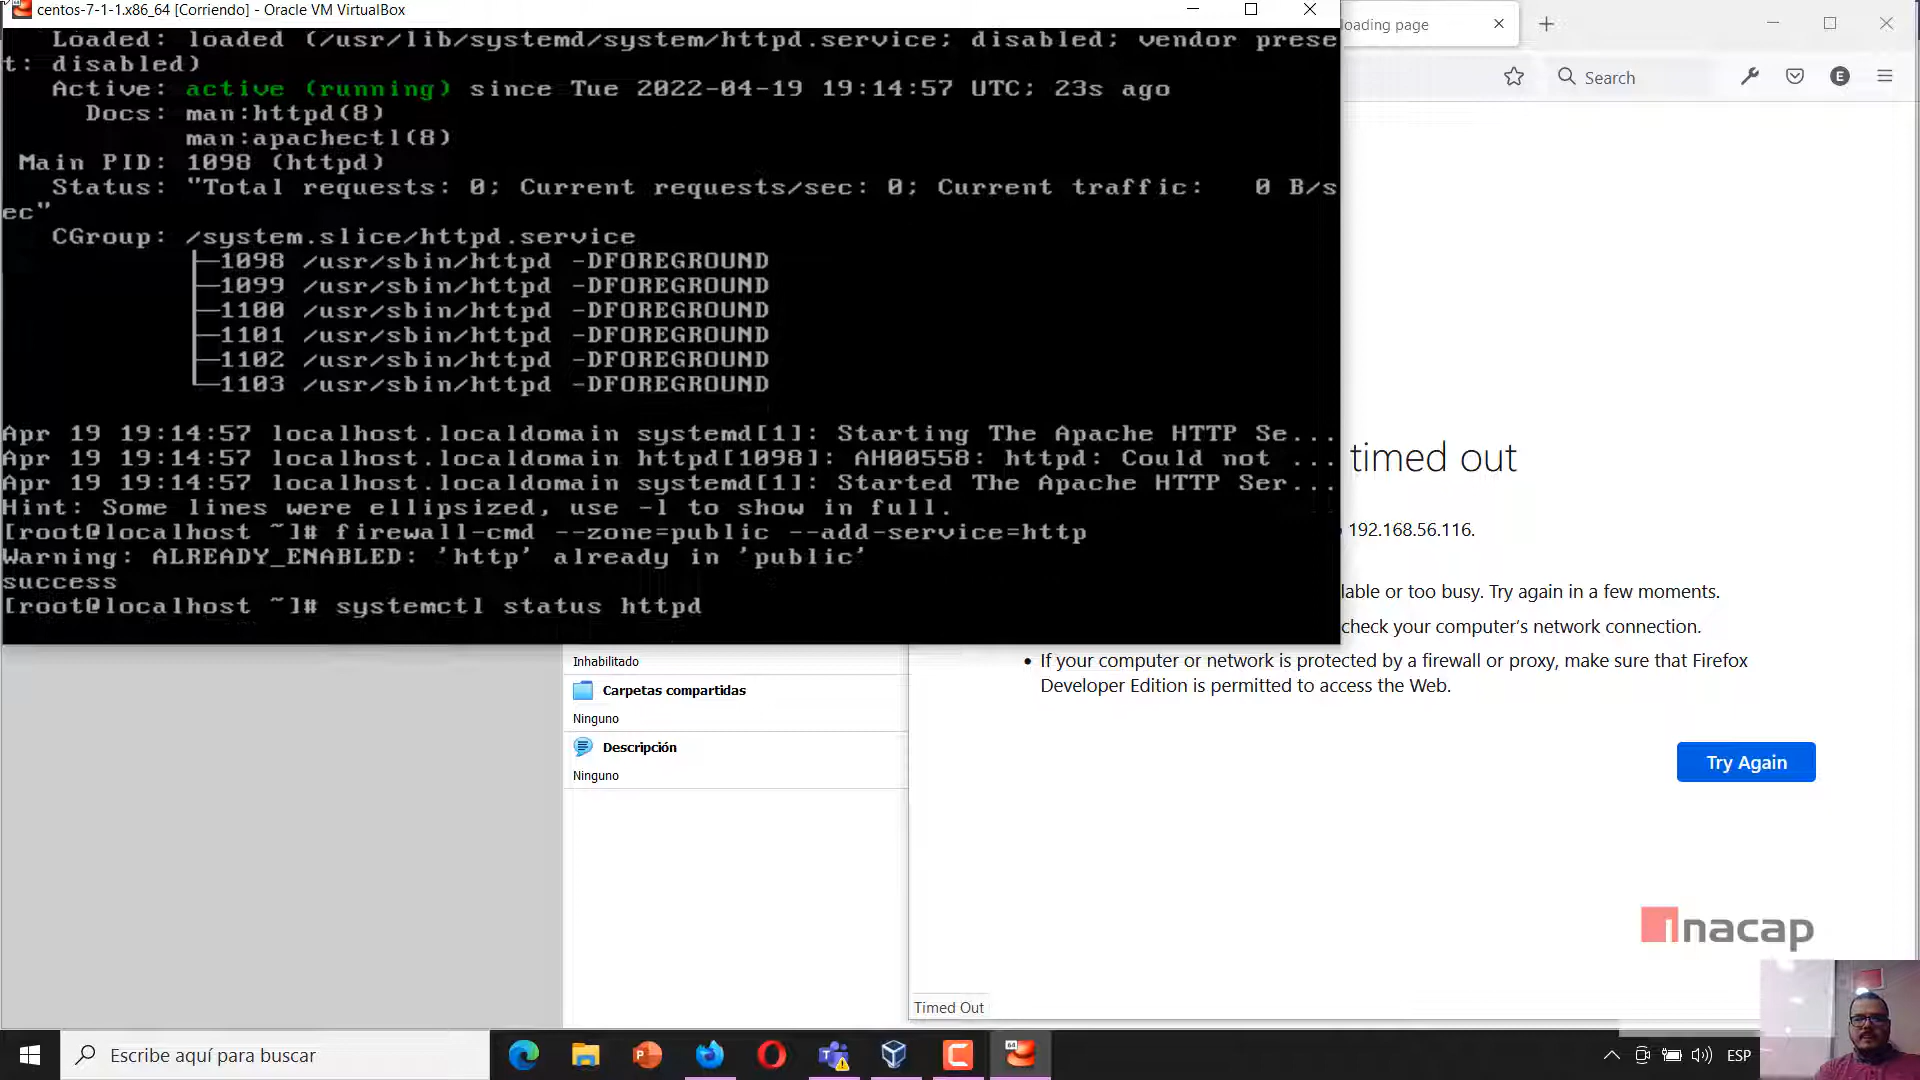 centos-7-1-1.x86_64 [Corriendo] - Oracle VM VirtualBox
loading page
Search
E
Loaded: loaded (/usr/lib/systemd/system/httpd.service; disabled; vendor prese
t: disabled)
Active: active (running) since Tue 2022-04-19 19:14:57 UTC; 23s ago
Docs: man:httpd(8)
man:apachectl(8)
Main PID: 1098 (httpd)
Status: "Total requests: 0; Current requests/sec: 0; Current traffic:   0 B/s
ec"
CGroup: /system.slice/httpd.service
├─1098 /usr/sbin/httpd -DFOREGROUND
├─1099 /usr/sbin/httpd -DFOREGROUND
├─1100 /usr/sbin/httpd -DFOREGROUND
├─1101 /usr/sbin/httpd -DFOREGROUND
├─1102 /usr/sbin/httpd -DFOREGROUND
└─1103 /usr/sbin/httpd -DFOREGROUND
Apr 19 19:14:57 localhost.localdomain systemd[1]: Starting The Apache HTTP Se...
Apr 19 19:14:57 localhost.localdomain httpd[1098]: AH00558: httpd: Could not ...
Apr 19 19:14:57 localhost.localdomain systemd[1]: Started The Apache HTTP Ser...
Hint: Some lines were ellipsized, use -l to show in full.
[root@localhost ~]# firewall-cmd --zone=public --add-service=http
Warning: ALREADY_ENABLED: 'http' already in 'public'
success
[root@localhost ~]# systemctl status httpd
timed out
192.168.56.116.
lable or too busy. Try again in a few moments.
check your computer's network connection.
• If your computer or network is protected by a firewall or proxy, make sure that Firefox
Developer Edition is permitted to access the Web.
Try Again
Inhabilitado
Carpetas compartidas
Ninguno
Descripción
Ninguno
inacap
Timed Out
Escribe aquí para buscar
64
ESP